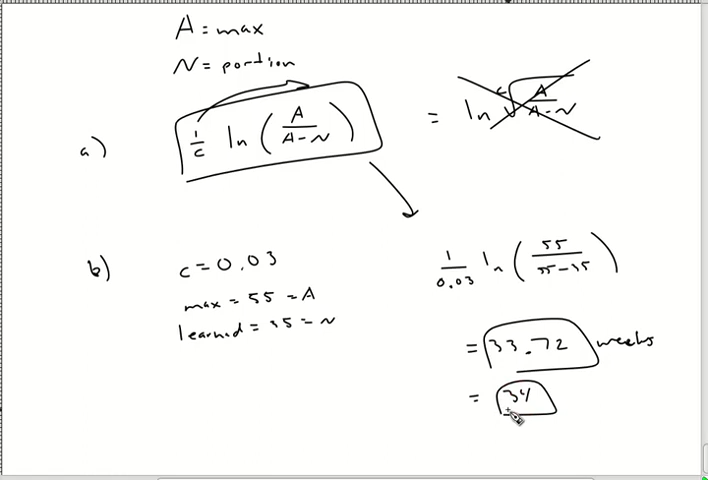 A = max
N = portion
a) 1/c ln ( A/(A-N) ) = ln c√ A/(A-N)
b) c = 0.03
max = 55 = A
learned = 35 = N
1/0.03 ln ( 55/(55-35) )
= 33.72 weeks
= 34